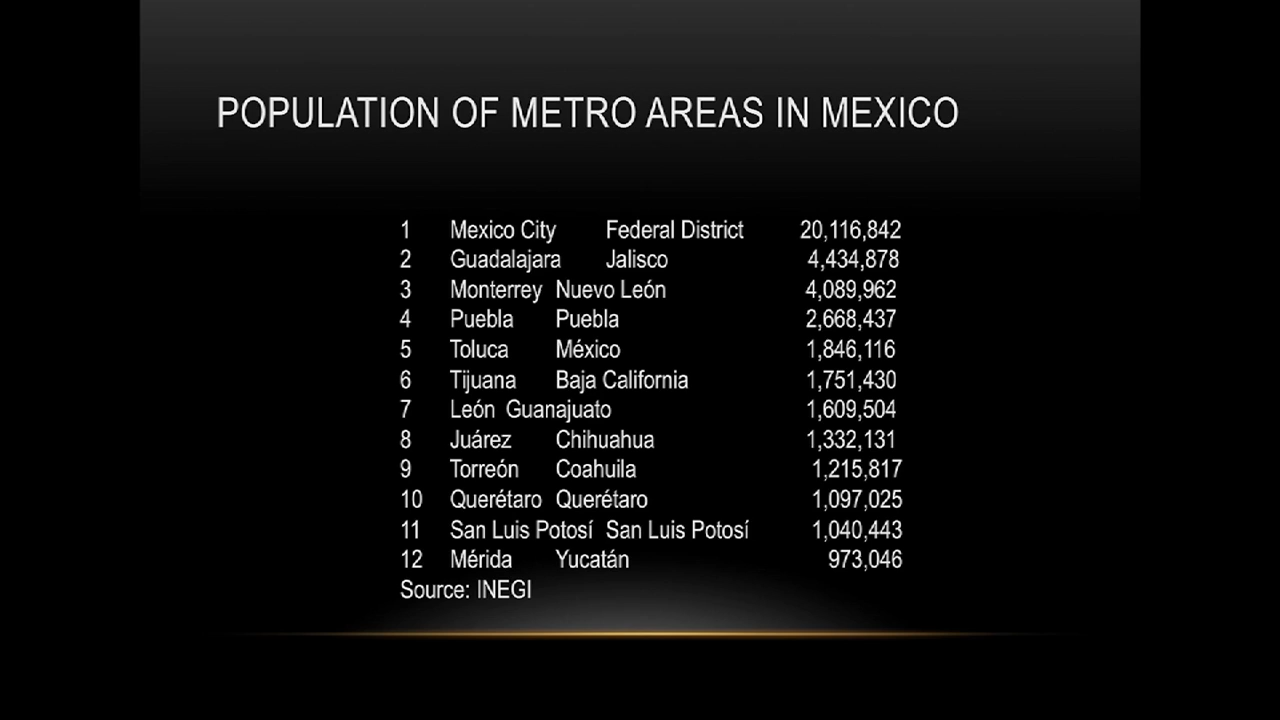 POPULATION OF METRO AREAS IN MEXICO
1 Mexico City Federal District 20,116,842
2 Guadalajara Jalisco 4,434,878
3 Monterrey Nuevo León 4,089,962
4 Puebla Puebla 2,668,437
5 Toluca México 1,846,116
6 Tijuana Baja California 1,751,430
7 León Guanajuato 1,609,504
8 Juárez Chihuahua 1,332,131
9 Torreón Coahuila 1,215,817
10 Querétaro Querétaro 1,097,025
11 San Luis Potosí San Luis Potosí 1,040,443
12 Mérida Yucatán 973,046
Source: INEGI